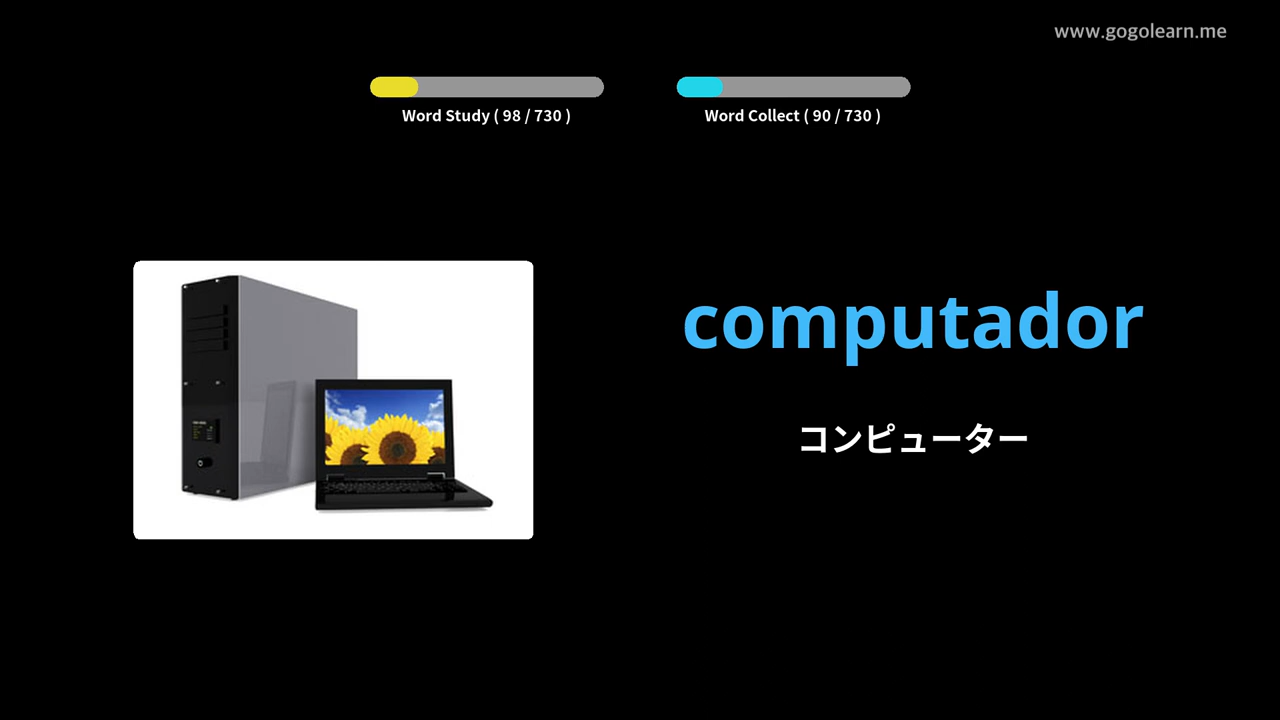 www.gogolearn.me
Word Study ( 98 / 730 )
Word Collect ( 90 / 730 )
computador
コンピューター